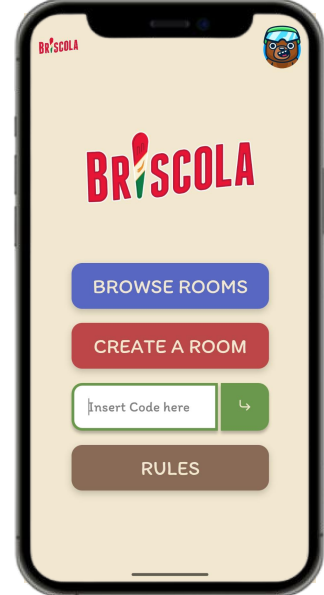 BRISCOLA
BRISCOLA
BROWSE ROOMS
CREATE A ROOM
Insert Code here
RULES